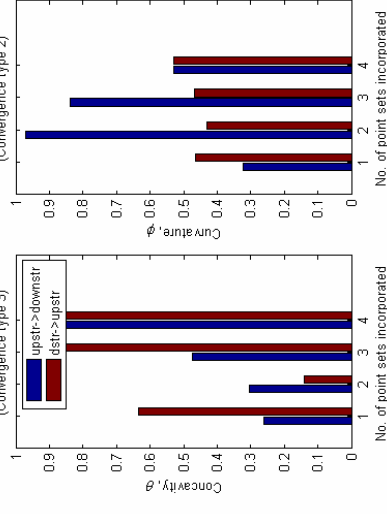 (Convergence type 3)
Concavity, θ
1
0.9
0.8
0.7
0.6
0.5
0.4
0.3
0.2
0.1
0
upstr->downstr
dstr->upstr
1 2 3 4
No. of point sets incorporated
(Convergence type 2)
Curvature, φ
1
0.9
0.8
0.7
0.6
0.5
0.4
0.3
0.2
0.1
0
1 2 3 4
No. of point sets incorporated